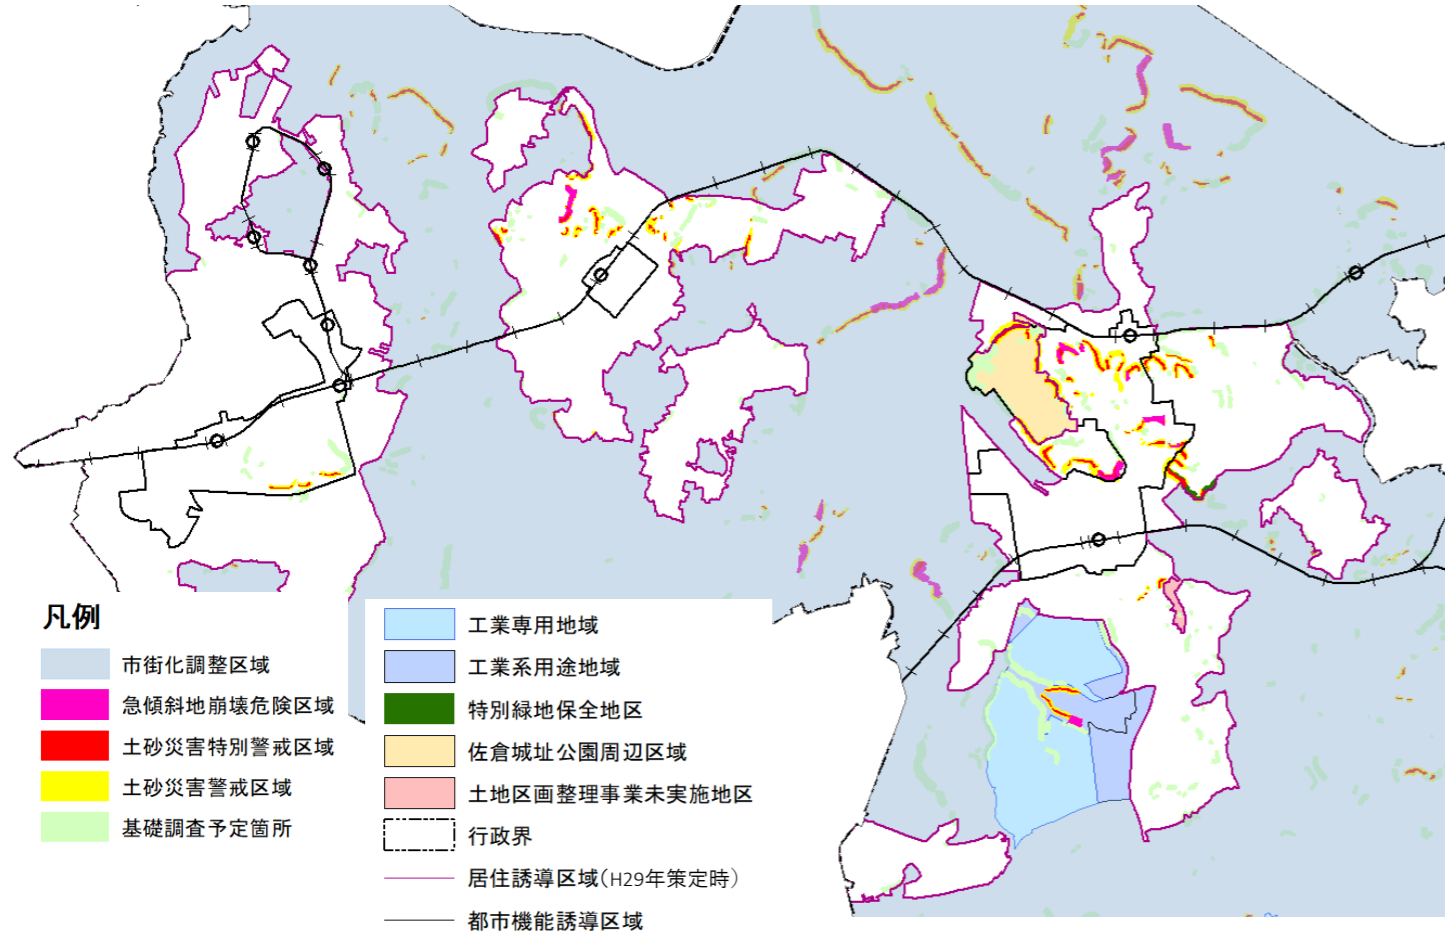 凡例
市街化調整区域
急傾斜地崩壊危険区域
土砂災害特別警戒区域
土砂災害警戒区域
基礎調査予定箇所
工業専用地域
工業系用途地域
特別緑地保全地区
佐倉城址公園周辺区域
土地区画整理事業未実施地区
行政界
居住誘導区域(H29年策定時)
都市機能誘導区域